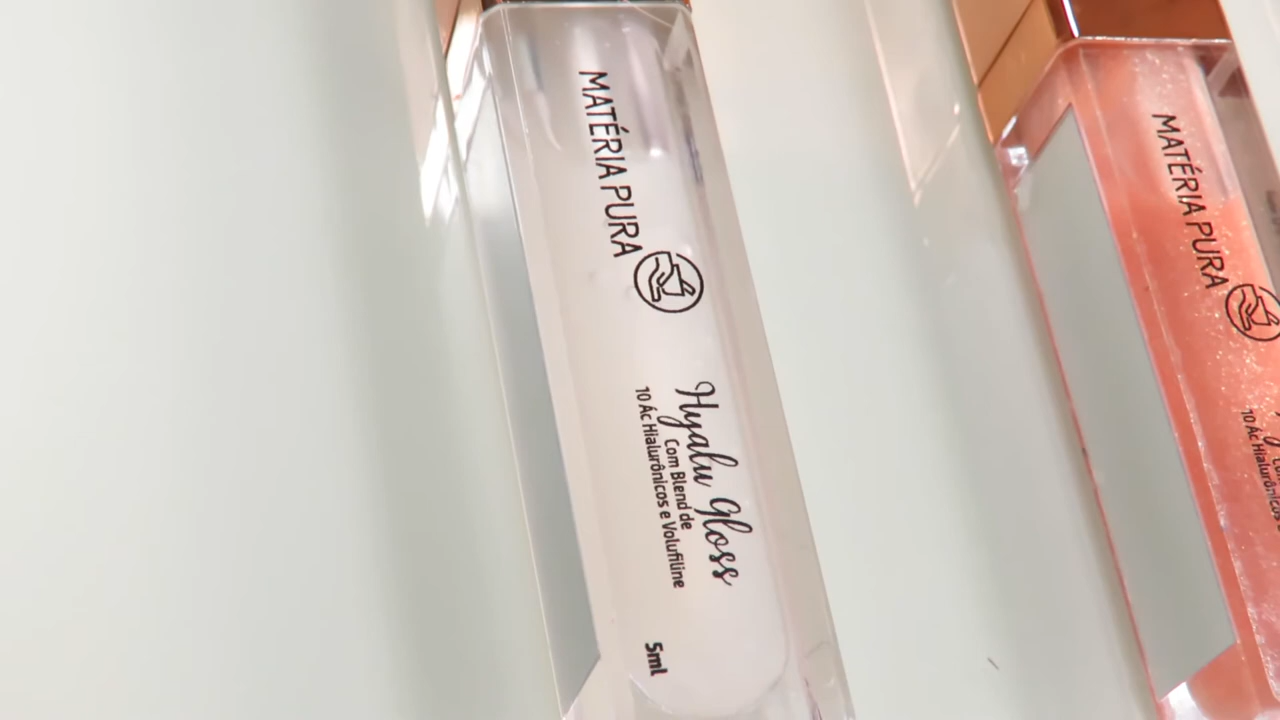 MATÉRIA PURA
Hyalu Gloss
Com Blend de
10 Ác Hialurônicos e Volufiline
5ml
MATÉRIA PURA
10 Ác Hialurônicos